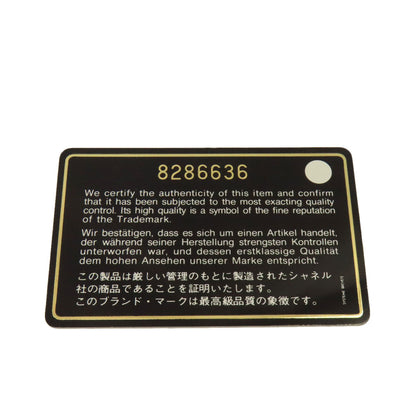 8286636
We certify the authenticity of this item and confirm
that it has been subjected to the most exacting quality
control. Its high quality is a symbol of the fine reputation
of the Trademark.
Wir bestätigen, dass es sich um einen Artikel handelt,
der während seiner Herstellung strengsten Kontrollen
unterworfen war, und dessen erstklassige Qualität
dem hohen Ansehen unserer Marke entspricht.
この製品は厳しい管理のもとに製造されたシャネル
社の商品であることを証明いたします。
このブランド・マークは最高級品質の象徴です。